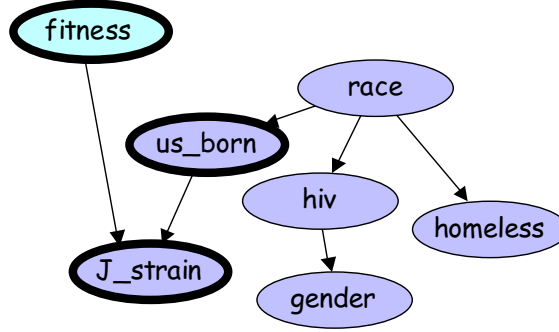 fitness
race
us_born
hiv
homeless
J_strain
gender